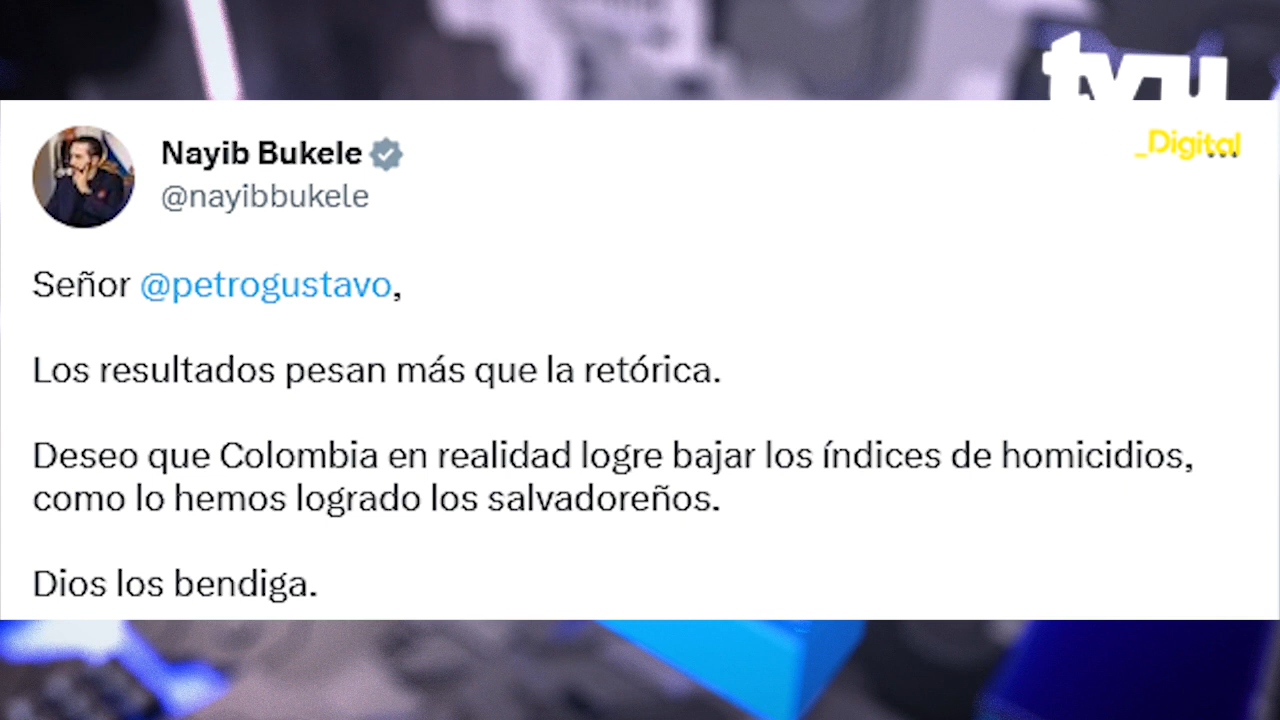 tvu
_Digital...
Nayib Bukele
@nayibbukele
Señor @petrogustavo,
Los resultados pesan más que la retórica.
Deseo que Colombia en realidad logre bajar los índices de homicidios,
como lo hemos logrado los salvadoreños.
Dios los bendiga.